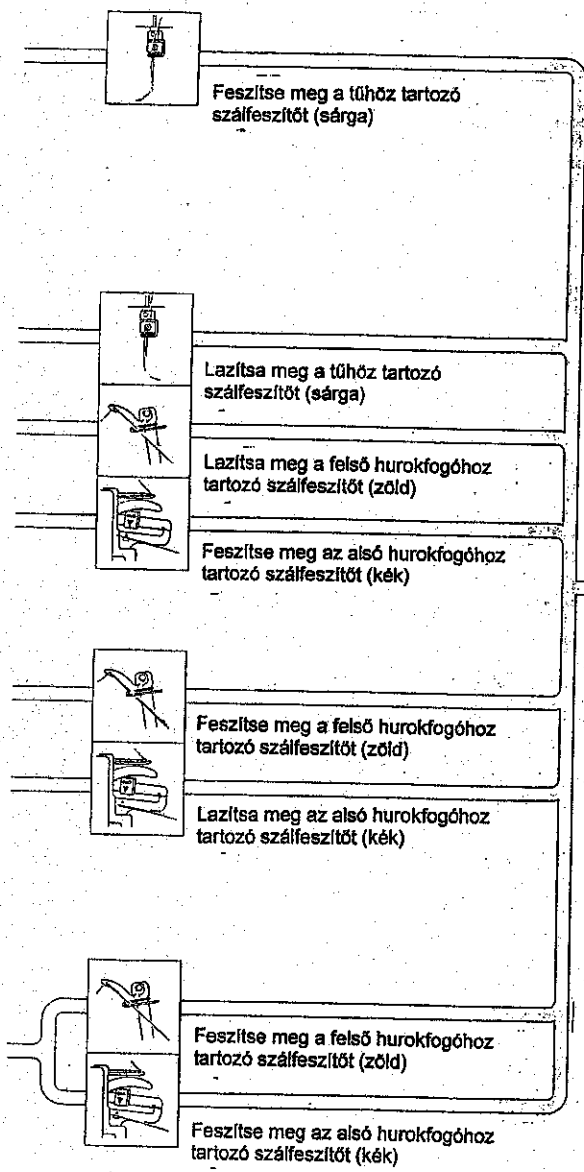 Feszítse meg a tűhöz tartozó
szálfeszítőt (sárga)
Lazítsa meg a tűhöz tartozó
szálfeszítőt (sárga)
Lazítsa meg a felső hurokfogóhoz
tartozó szálfeszítőt (zöld)
Feszítse meg az alsó hurokfogóhoz
tartozó szálfeszítőt (kék)
Feszítse meg a felső hurokfogóhoz
tartozó szálfeszítőt (zöld)
Lazítsa meg az alsó hurokfogóhoz
tartozó szálfeszítőt (kék)
Feszítse meg a felső hurokfogóhoz
tartozó szálfeszítőt (zöld)
Feszítse meg az alsó hurokfogóhoz
tartozó szálfeszítőt (kék)